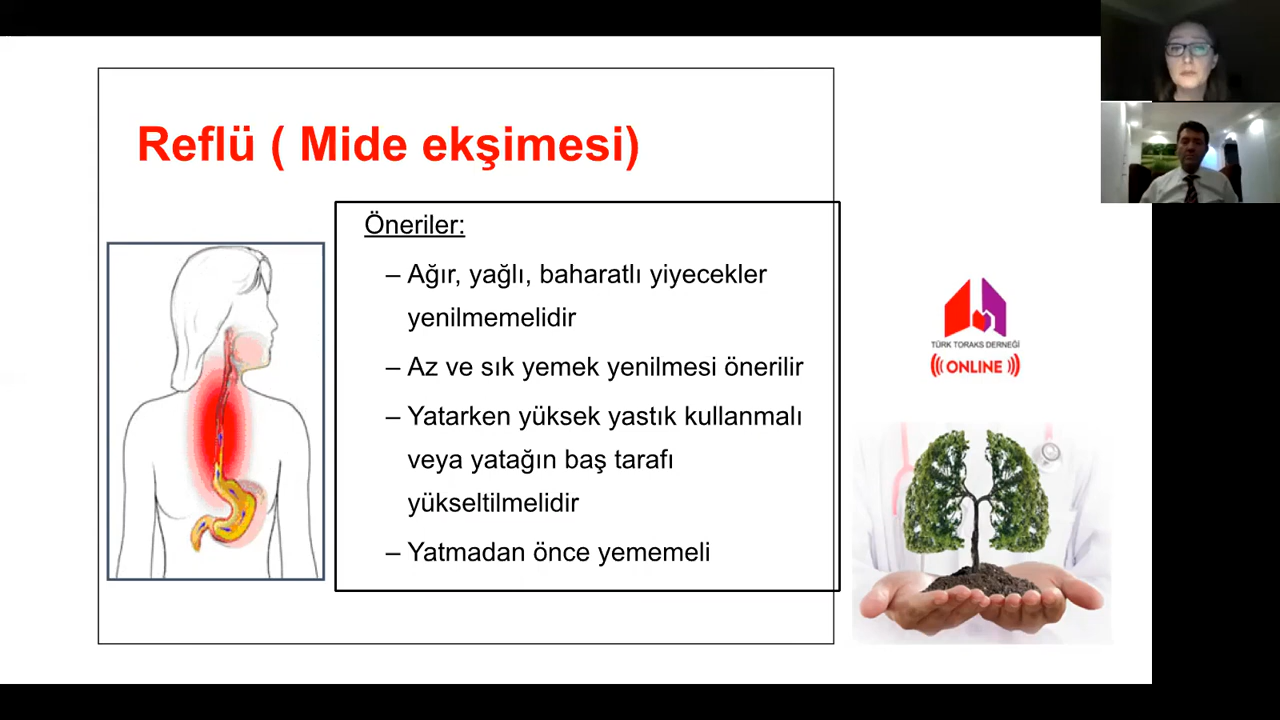 Reflü ( Mide ekşimesi)
Öneriler:
– Ağır, yağlı, baharatlı yiyecekler
yenilmemelidir
– Az ve sık yemek yenilmesi önerilir
– Yatarken yüksek yastık kullanmalı
veya yatağın baş tarafı
yükseltilmelidir
– Yatmadan önce yememeli
TÜRK TORAKS DERNEĞİ
ONLINE